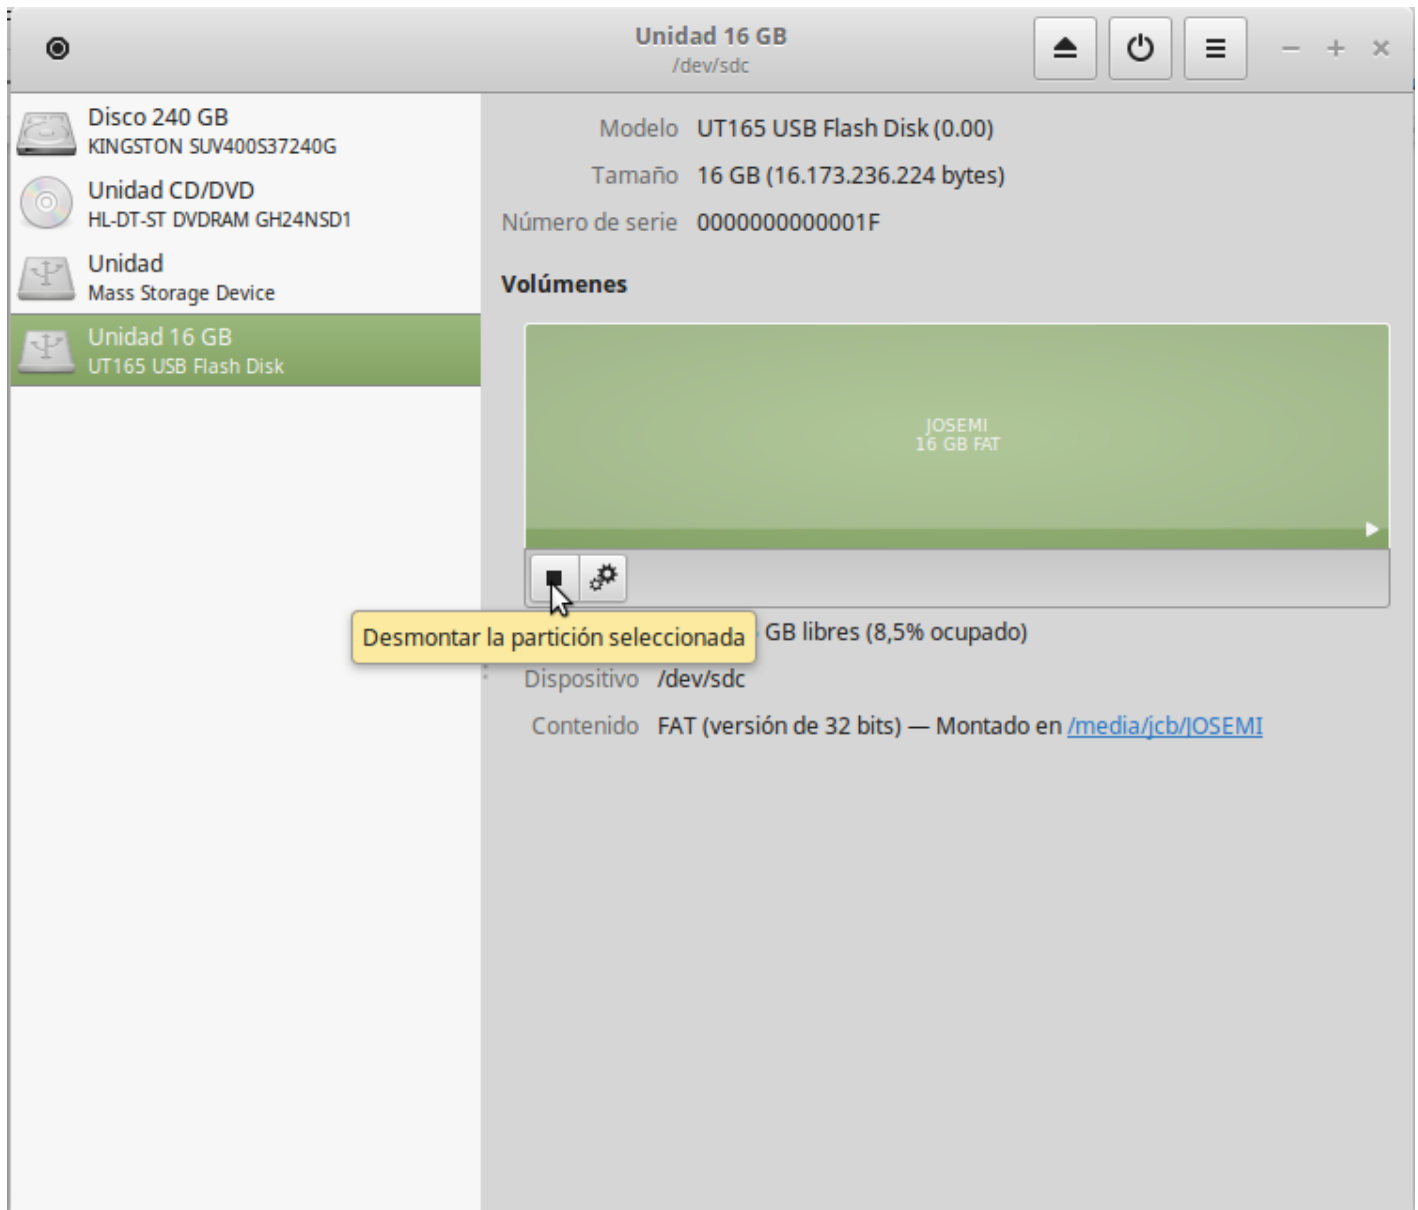 Unidad 16 GB
/dev/sdc
Disco 240 GB
KINGSTON SUV400S37240G
Unidad CD/DVD
HL-DT-ST DVDRAM GH24NSD1
Unidad
Mass Storage Device
Unidad 16 GB
UT165 USB Flash Disk
Modelo UT165 USB Flash Disk (0.00)
Tamaño 16 GB (16.173.236.224 bytes)
Número de serie 0000000000001F
Volúmenes
JOSEMI
16 GB FAT
Desmontar la partición seleccionada
GB libres (8,5% ocupado)
Dispositivo /dev/sdc
Contenido FAT (versión de 32 bits) — Montado en /media/jcb/JOSEMI